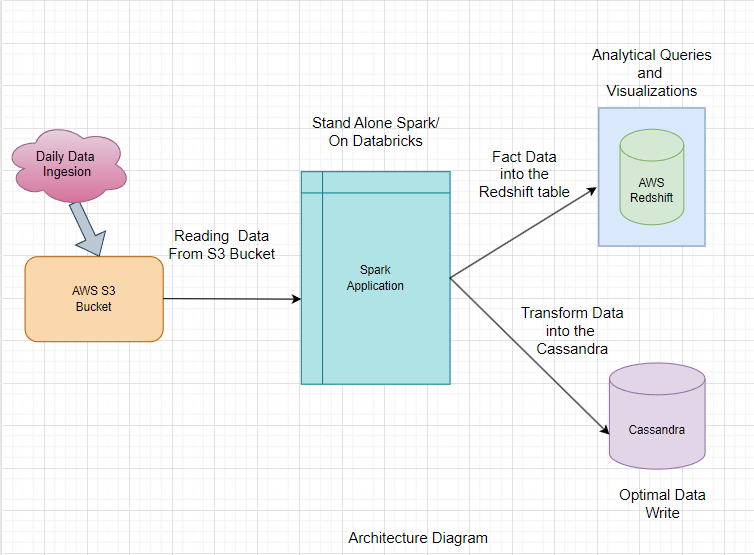 Analytical Queries
and
Visualizations
Stand Alone Spark/
On Databricks
Daily Data
Ingesion
Fact Data
into the
Redshift table
AWS
Redshift
Reading Data
From S3 Bucket
AWS S3
Bucket
Spark
Application
Transform Data
into the
Cassandra
Cassandra
Optimal Data
Write
Architecture Diagram